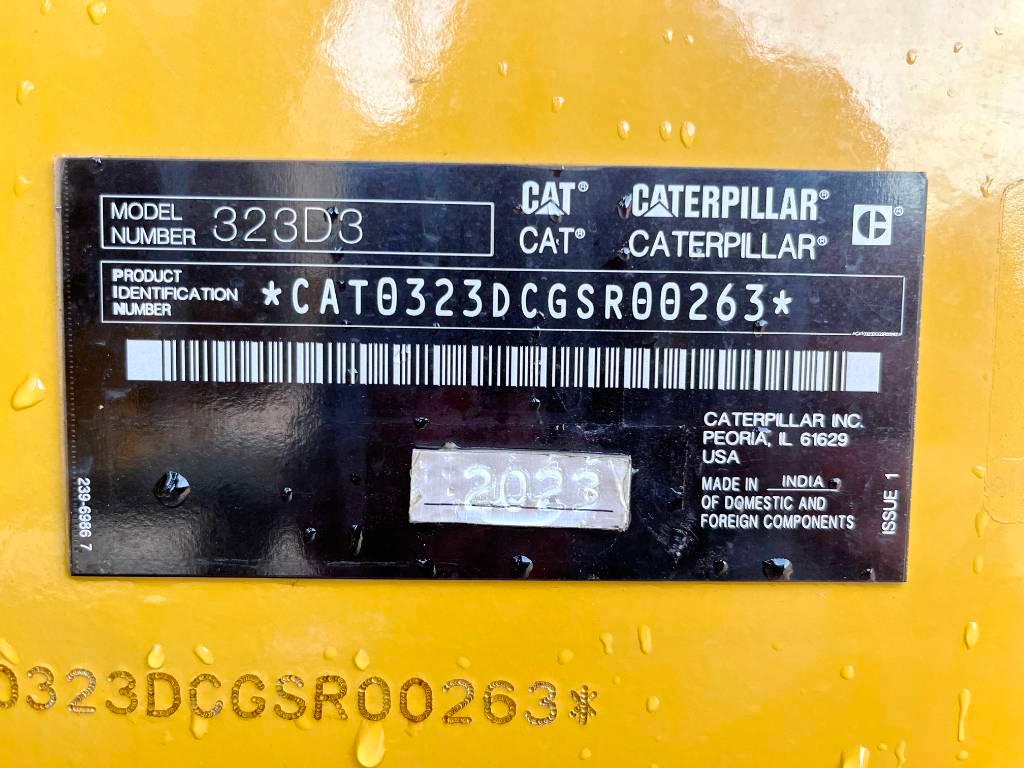 MODEL NUMBER 323D3
CAT® CATERPILLAR®
CAT® CATERPILLAR®
PRODUCT
IDENTIFICATION
NUMBER
*CAT0323DCGSR00263*
CATERPILLAR INC.
PEORIA, IL 61629
USA
2023
MADE IN INDIA
OF DOMESTIC AND
FOREIGN COMPONENTS
239-6986 7
ISSUE 1
0323DCGSR00263*